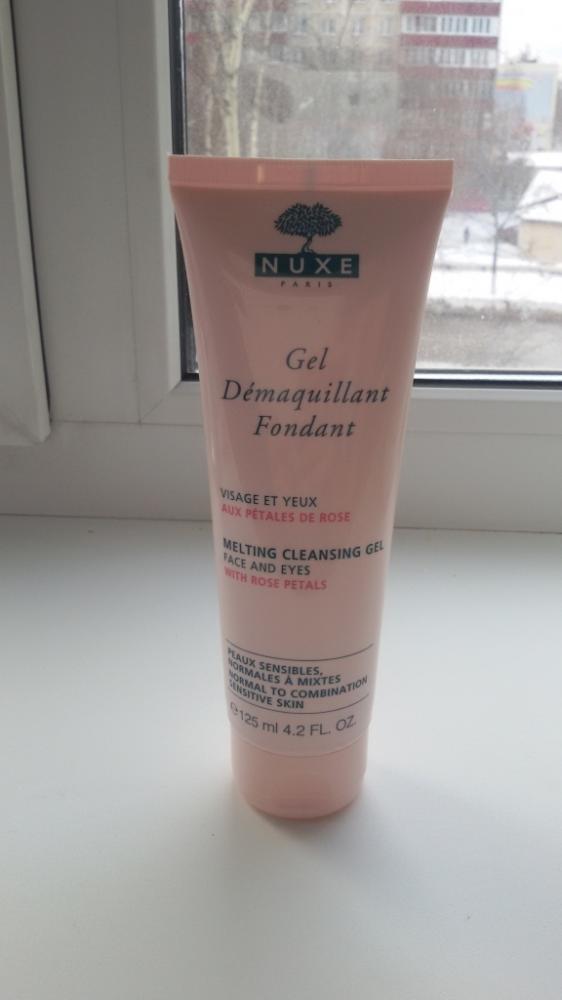 NUXE
PARIS
Gel
Démaquillant
Fondant
VISAGE ET YEUX
AUX PÉTALES DE ROSE
MELTING CLEANSING GEL
FACE AND EYES
WITH ROSE PETALS
PEAUX SENSIBLES,
NORMALES À MIXTES
NORMAL TO COMBINATION
SENSITIVE SKIN
℮125 ml 4.2 FL. OZ.